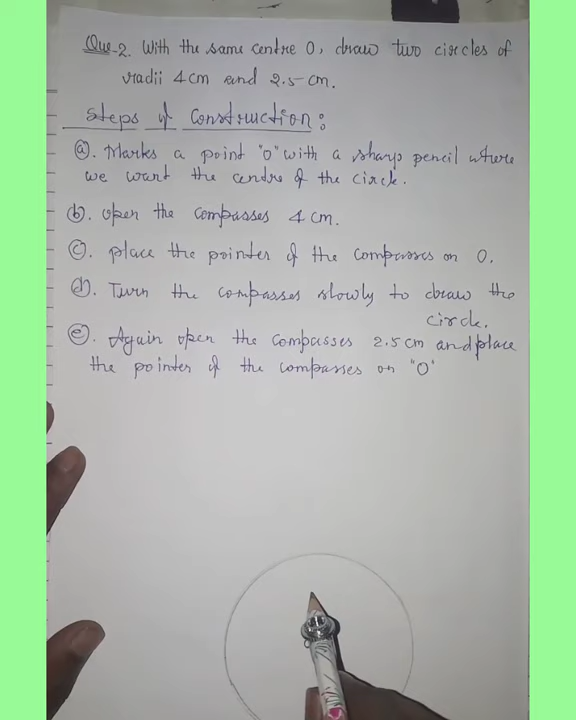 Que-2. With the same centre O, draw two circles of
radii 4cm and 2.5 cm.
Steps of Construction:
(a). Marks a point "O" with a sharp pencil where
we want the centre of the circle.
(b). Open the Compasses 4 cm.
(c). place the pointer of the compasses on O.
(d). Turn the compasses slowly to draw the
circle.
(e). Again open the Compasses 2.5 cm and place
the pointer of the compasses on "O"